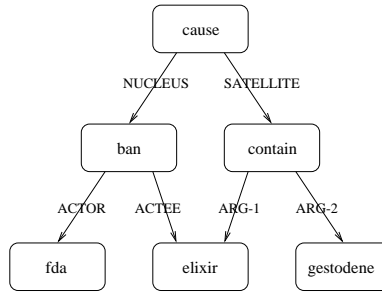 cause
NUCLEUS SATELLITE
ban contain
ACTOR ACTEE ARG-1 ARG-2
fda elixir gestodene